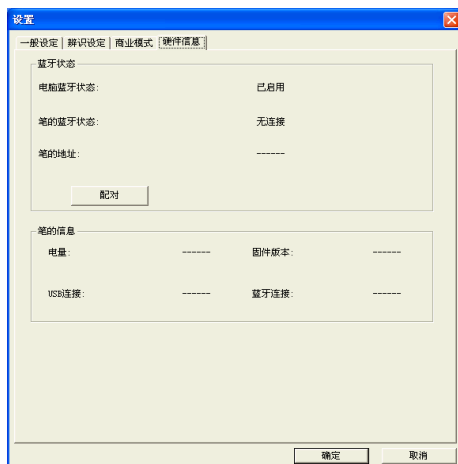 设置
一般设定 辨识设定 商业模式 硬件信息
蓝牙状态
电脑蓝牙状态: 已启用
笔的蓝牙状态: 无连接
笔的地址: ------
配对
笔的信息
电量: ------ 固件版本: ------
USB连接: ------ 蓝牙连接: ------
确定 取消